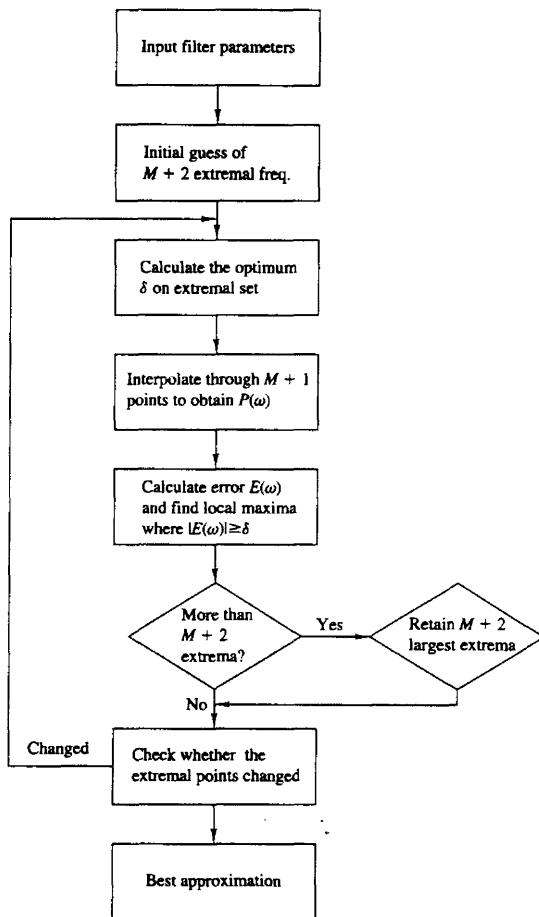 Input filter parameters
Initial guess of
M + 2 extremal freq.
Calculate the optimum
δ on extremal set
Interpolate through M + 1
points to obtain P(ω)
Calculate error E(ω)
and find local maxima
where |E(ω)| ≥ δ
More than
M + 2
extrema?
Yes
Retain M + 2
largest extrema
No
Changed
Check whether the
extremal points changed
Best approximation